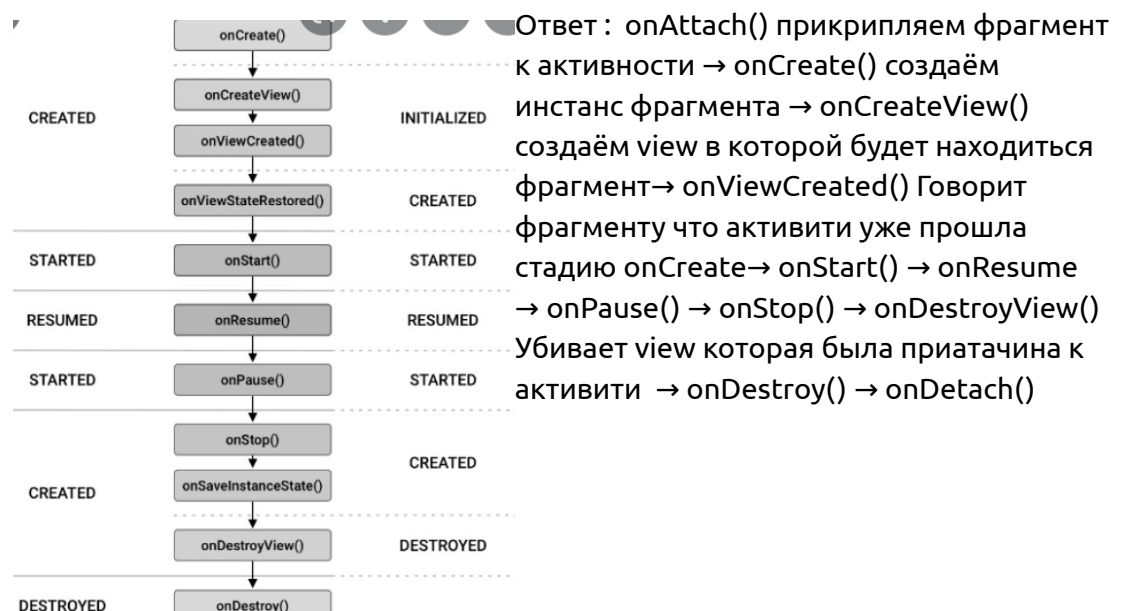 onCreate()
onCreateView()
CREATED
INITIALIZED
onViewCreated()
onViewStateRestored()
CREATED
STARTED
onStart()
STARTED
RESUMED
onResume()
RESUMED
STARTED
onPause()
STARTED
onStop()
CREATED
onSaveInstanceState()
CREATED
onDestroyView()
DESTROYED
DESTROYED
onDestroy()
Ответ : onAttach() прикрипляем фрагмент
к активности → onCreate() создаём
инстанс фрагмента → onCreateView()
создаём view в которой будет находиться
фрагмент→ onViewCreated() Говорит
фрагменту что активити уже прошла
стадию onCreate→ onStart() → onResume
→ onPause() → onStop() → onDestroyView()
Убивает view которая была приатачина к
активити → onDestroy() → onDetach()